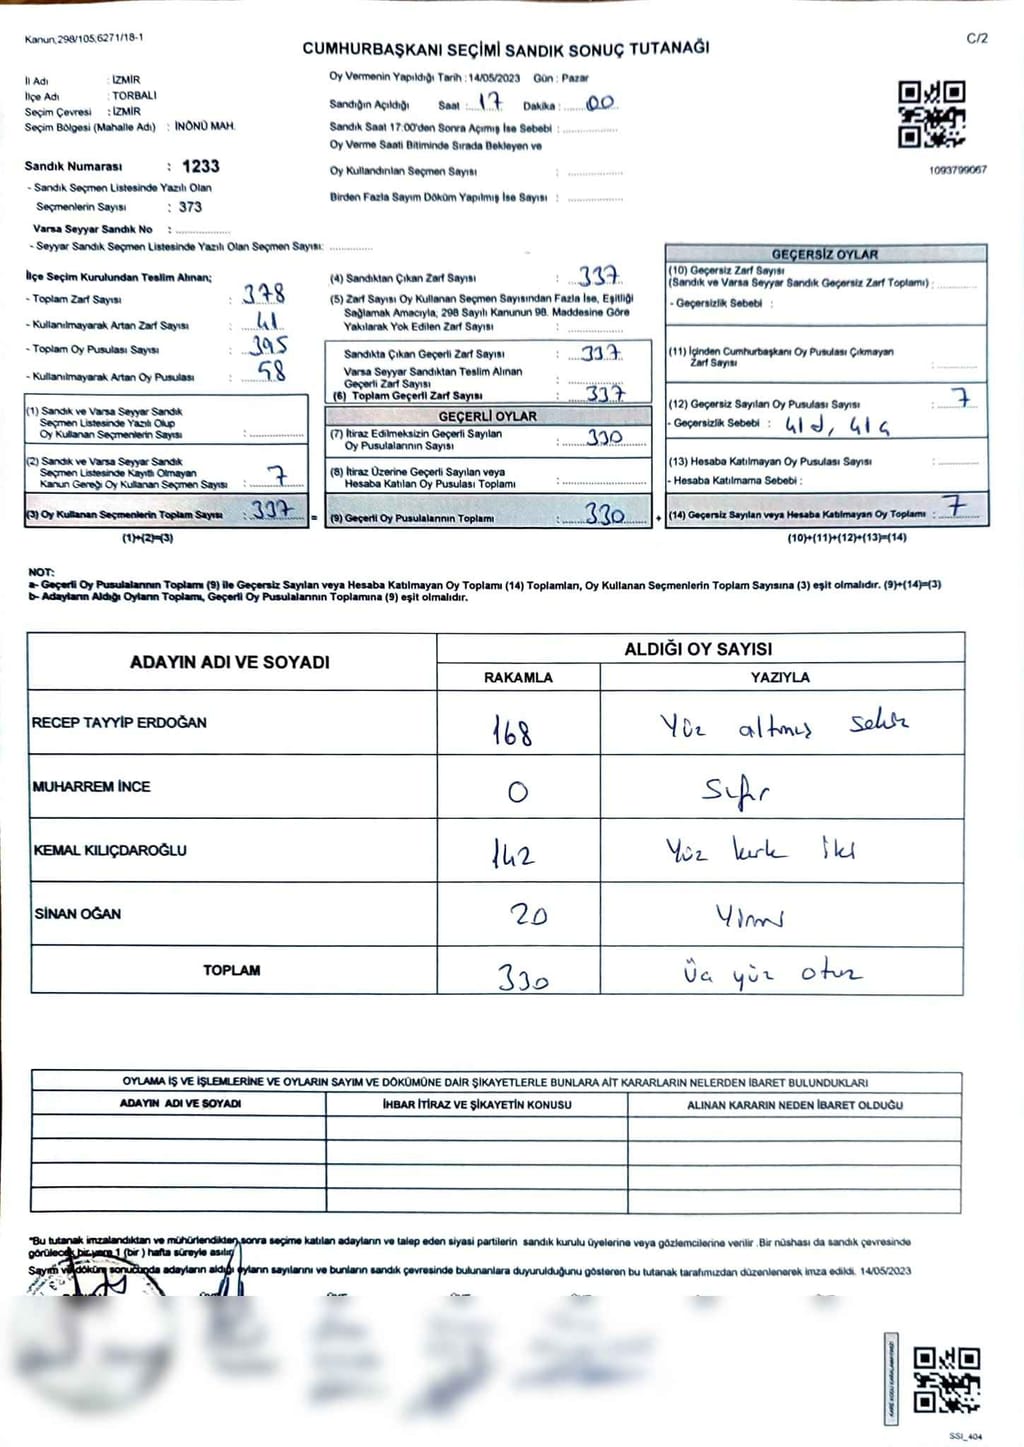 Kanun,298/105,6271/18-1
CUMHURBAŞKANI SEÇİMİ SANDIK SONUÇ TUTANAĞI
C/2
İl Adı : İZMİR
İlçe Adı : TORBALI
Seçim Çevresi : İZMİR
Seçim Bölgesi (Mahalle Adı) : İNÖNÜ MAH.
Oy Vermenin Yapıldığı Tarih : 14/05/2023 Gün : Pazar
Sandığın Açıldığı Saat : 17 Dakika : 00
Sandık Saat 17:00'den Sonra Açımış İse Sebebi :
Oy Verme Saati Bitiminde Sırada Bekleyen ve
Oy Kullandırılan Seçmen Sayısı :
Birden Fazla Sayım Döküm Yapılmış İse Sayısı :
1093799067
Sandık Numarası : 1233
- Sandık Seçmen Listesinde Yazılı Olan
Seçmenlerin Sayısı : 373
Varsa Seyyar Sandık No :
- Seyyar Sandık Seçmen Listesinde Yazılı Olan Seçmen Sayısı:
İlçe Seçim Kurulundan Teslim Alınan;
- Toplam Zarf Sayısı : 378
- Kullanılmayarak Artan Zarf Sayısı : 41
- Toplam Oy Pusulası Sayısı : 395
- Kullanılmayarak Artan Oy Pusulası : 58
(1) Sandık ve Varsa Seyyar Sandık
Seçmen Listesinde Yazılı Olup
Oy Kullanan Seçmenlerin Sayısı :
(2) Sandık ve Varsa Seyyar Sandık
Seçmen Listesinde Kayıtlı Olmayan
Kanun Gereği Oy Kullanan Seçmen Sayısı : 7
(3) Oy Kullanan Seçmenlerin Toplam Sayısı : 337
(1)+(2)=(3)
(4) Sandıktan Çıkan Zarf Sayısı : 337
(5) Zarf Sayısı Oy Kullanan Seçmen Sayısından Fazla İse, Eşitliği
Sağlamak Amacıyla, 298 Sayılı Kanunun 98. Maddesine Göre
Yakılarak Yok Edilen Zarf Sayısı :
Sandıkta Çıkan Geçerli Zarf Sayısı : 337
Varsa Seyyar Sandıktan Teslim Alınan
Geçerli Zarf Sayısı :
(6) Toplam Geçerli Zarf Sayısı : 337
GEÇERLİ OYLAR
(7) İtiraz Edilmeksizin Geçerli Sayılan
Oy Pusulalarının Sayısı : 330
(8) İtiraz Üzerine Geçerli Sayılan veya
Hesaba Katılan Oy Pusulası Toplamı :
= (9) Geçerli Oy Pusulalarının Toplamı : 330
GEÇERSİZ OYLAR
(10) Geçersiz Zarf Sayısı
(Sandık ve Varsa Seyyar Sandık Geçersiz Zarf Toplamı) :
- Geçersizlik Sebebi :
(11) İçinden Cumhurbaşkanı Oy Pusulası Çıkmayan
Zarf Sayısı :
(12) Geçersiz Sayılan Oy Pusulası Sayısı : 7
- Geçersizlik Sebebi :
(13) Hesaba Katılmayan Oy Pusulası Sayısı :
- Hesaba Katılmama Sebebi :
+ (14) Geçersiz Sayılan veya Hesaba Katılmayan Oy Toplamı : 7
(10)+(11)+(12)+(13)=(14)
NOT:
a- Geçerli Oy Pusulalarının Toplamı (9) ile Geçersiz Sayılan veya Hesaba Katılmayan Oy Toplamı (14) Toplamları, Oy Kullanan Seçmenlerin Toplam Sayısına (3) eşit olmalıdır. (9)+(14)=(3)
b- Adayların Aldığı Oyların Toplamı, Geçerli Oy Pusulalarının Toplamına (9) eşit olmalıdır.
ADAYIN ADI VE SOYADI
ALDIĞI OY SAYISI
RAKAMLA YAZIYLA
RECEP TAYYİP ERDOĞAN 168 Yüz altmış sekiz
MUHARREM İNCE 0 Sıfır
KEMAL KILIÇDAROĞLU 142 Yüz kırk iki
SİNAN OĞAN 20 Yirmi
TOPLAM 330 Üç yüz otuz
OYLAMA İŞ VE İŞLEMLERİNE VE OYLARIN SAYIM VE DÖKÜMÜNE DAİR ŞİKAYETLERLE BUNLARA AİT KARARLARIN NELERDEN İBARET BULUNDUKLARI
ADAYIN ADI VE SOYADI İHBAR İTİRAZ VE ŞİKAYETİN KONUSU ALINAN KARARIN NEDEN İBARET OLDUĞU
"Bu tutanak imzalandıktan ve mühürlendikten sonra seçime katılan adayların ve talep eden siyasi partilerin sandık kurulu üyelerine veya gözlemcilerine verilir .Bir nüshası da sandık çevresinde
görülecek bir yere 1 (bir ) hafta süreyle asılır.
Sayım ve döküm sonucunda adayların aldığı oyların sayılarını ve bunların sandık çevresinde bulunanlara duyurulduğunu gösteren bu tutanak tarafımızdan düzenlenerek imza edildi. 14/05/2023
SSI_404